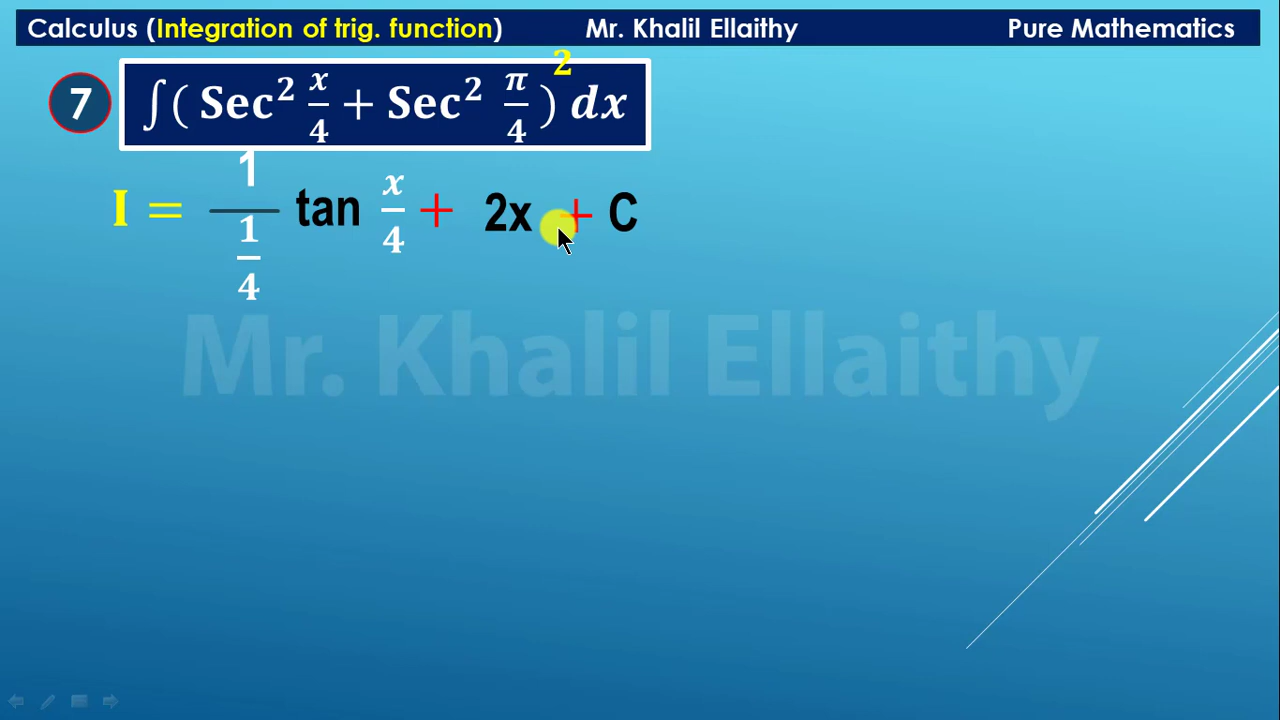 Calculus (Integration of trig. function) Mr. Khalil Ellaithy Pure Mathematics
7 ∫( Sec² x/4 + Sec² π/4 )² dx
I = 1/(1/4) tan x/4 + 2x + C
Mr. Khalil Ellaithy